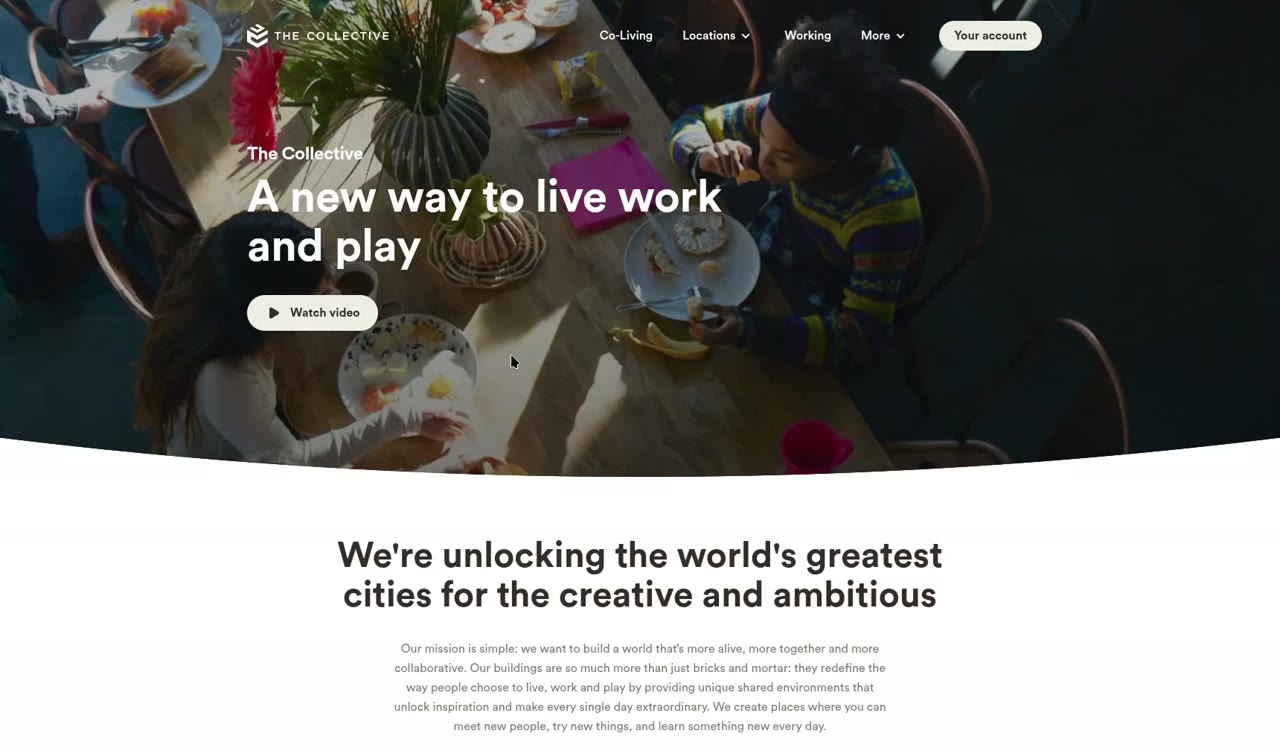 THE COLLECTIVE
Co-Living Locations Working More Your account
The Collective
A new way to live work
and play
Watch video
We're unlocking the world's greatest
cities for the creative and ambitious
Our mission is simple: we want to build a world that's more alive, more together and more
collaborative. Our buildings are so much more than just bricks and mortar: they redefine the
way people choose to live, work and play by providing unique shared environments that
unlock inspiration and make every single day extraordinary. We create places where you can
meet new people, try new things, and learn something new every day.